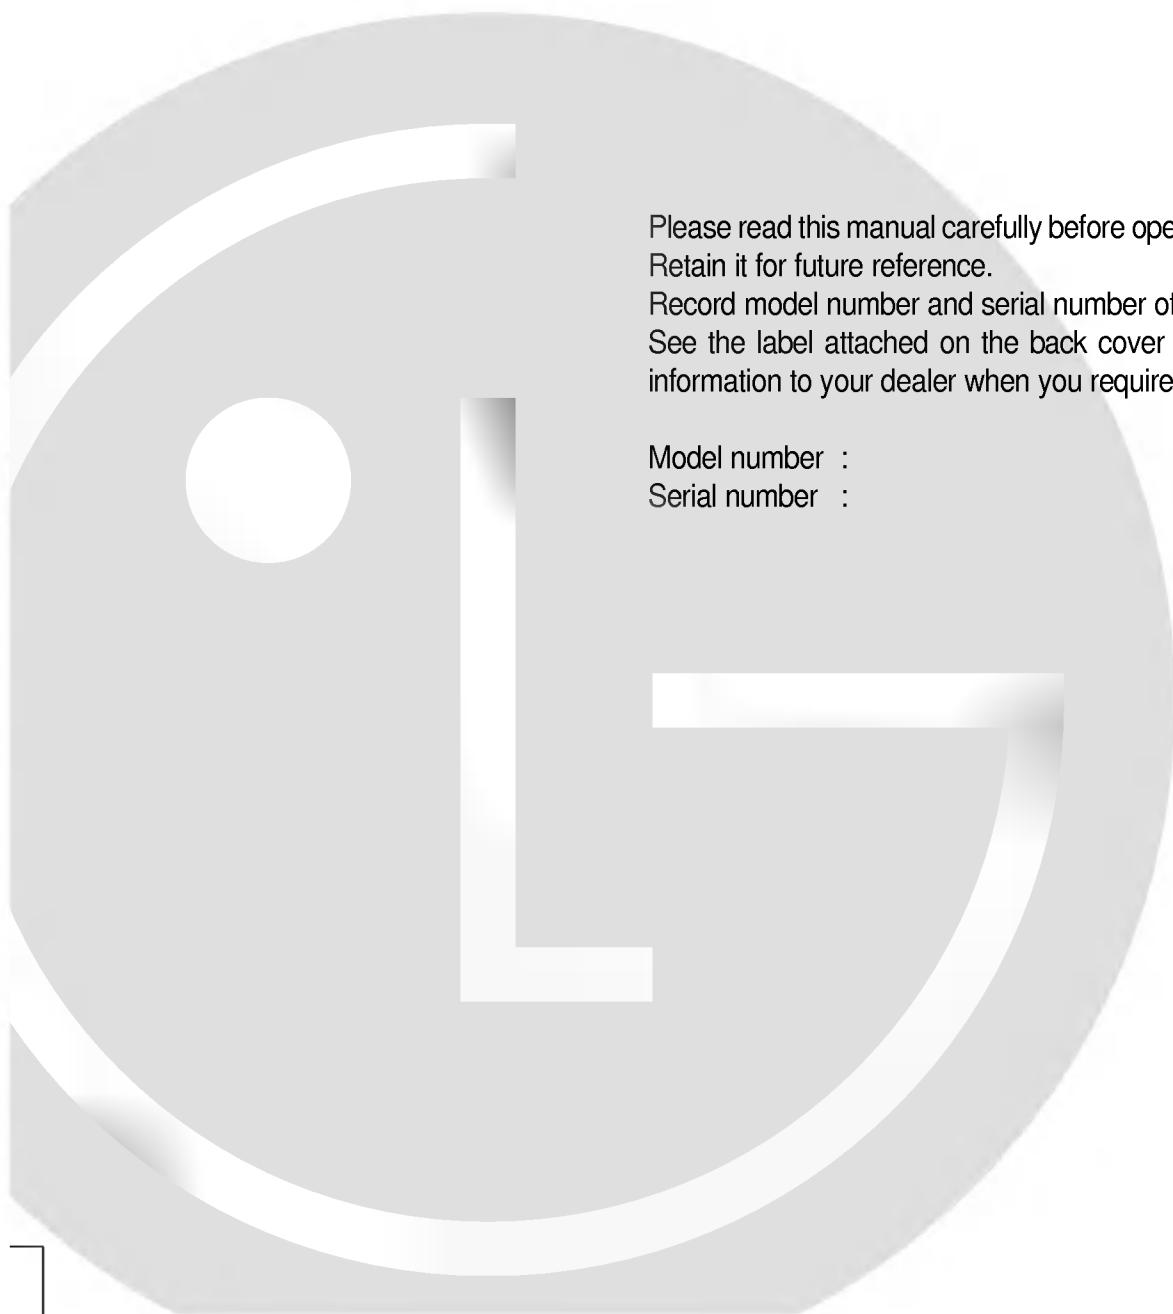 Please read this manual carefully before ope
Retain it for future reference.
Record model number and serial number of
See the label attached on the back cover
information to your dealer when you require
Model number :
Serial number :